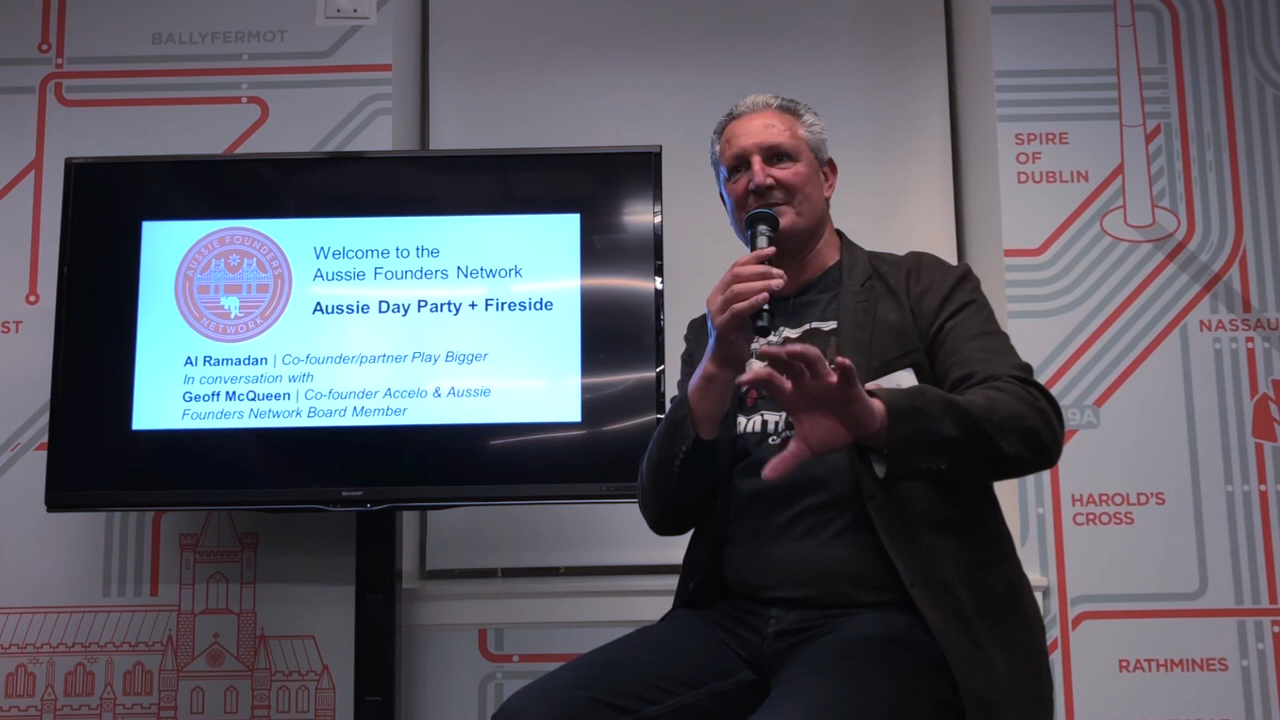 BALLYFERMOT
SPIRE
OF
DUBLIN
AUSSIE FOUNDERS
NETWORK
Welcome to the
Aussie Founders Network
Aussie Day Party + Fireside
Al Ramadan | Co-founder/partner Play Bigger
In conversation with
Geoff McQueen | Co-founder Accelo & Aussie
Founders Network Board Member
SHARP
ST
NASSAU
9A
HAROLD'S
CROSS
RATHMINES